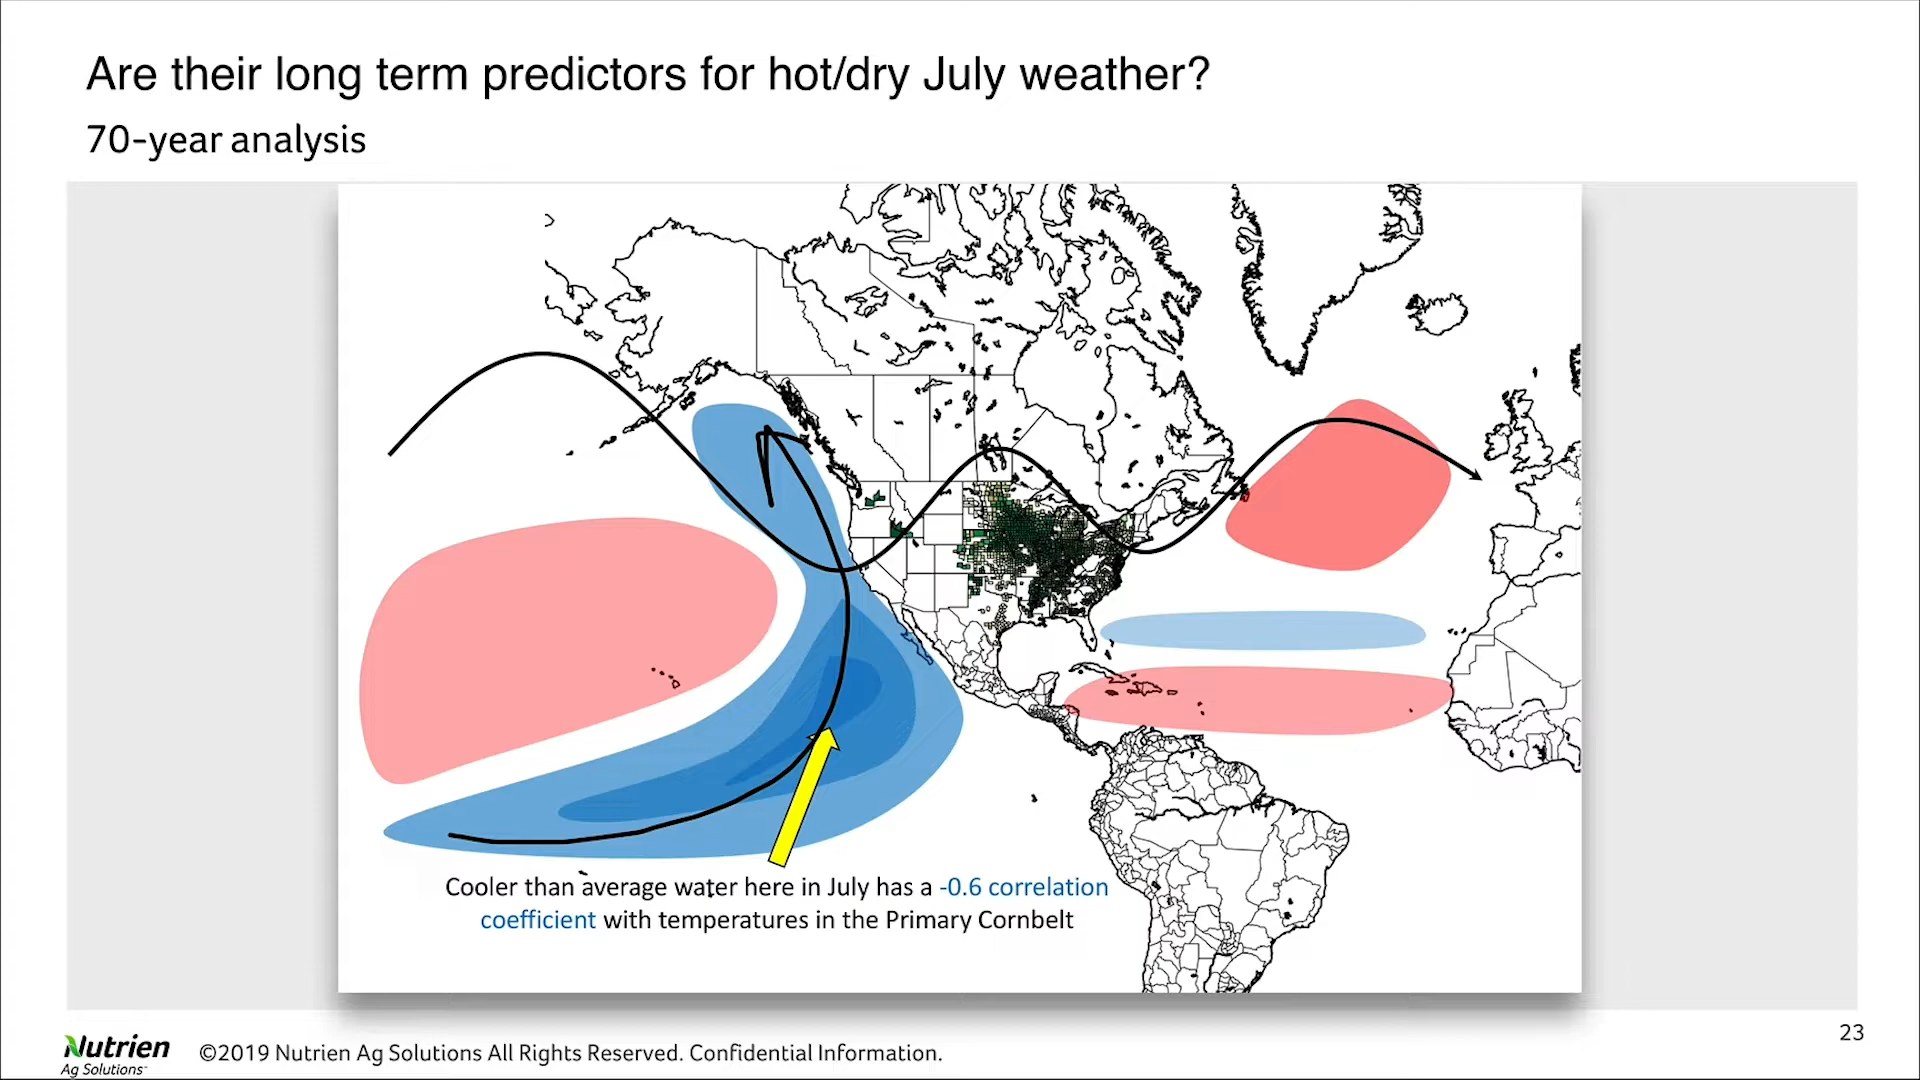 Are their long term predictors for hot/dry July weather?
70-year analysis
Cooler than average water here in July has a -0.6 correlation
coefficient with temperatures in the Primary Cornbelt
Nutrien
Ag Solutions™
©2019 Nutrien Ag Solutions All Rights Reserved. Confidential Information.
23